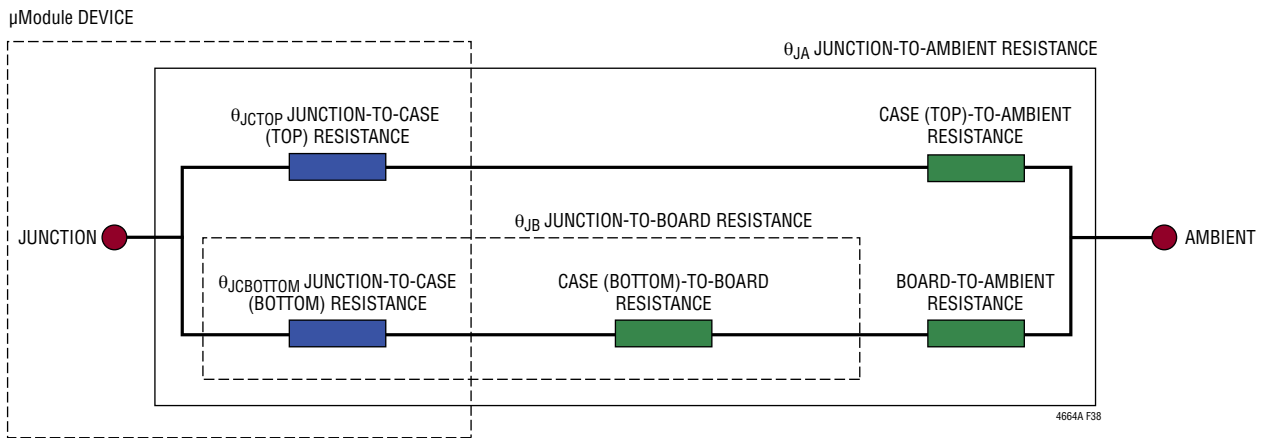 µModule DEVICE
θJA JUNCTION-TO-AMBIENT RESISTANCE
θJCTOP JUNCTION-TO-CASE
(TOP) RESISTANCE
CASE (TOP)-TO-AMBIENT
RESISTANCE
θJB JUNCTION-TO-BOARD RESISTANCE
JUNCTION
AMBIENT
θJCBOTTOM JUNCTION-TO-CASE
(BOTTOM) RESISTANCE
CASE (BOTTOM)-TO-BOARD
RESISTANCE
BOARD-TO-AMBIENT
RESISTANCE
4664A F38